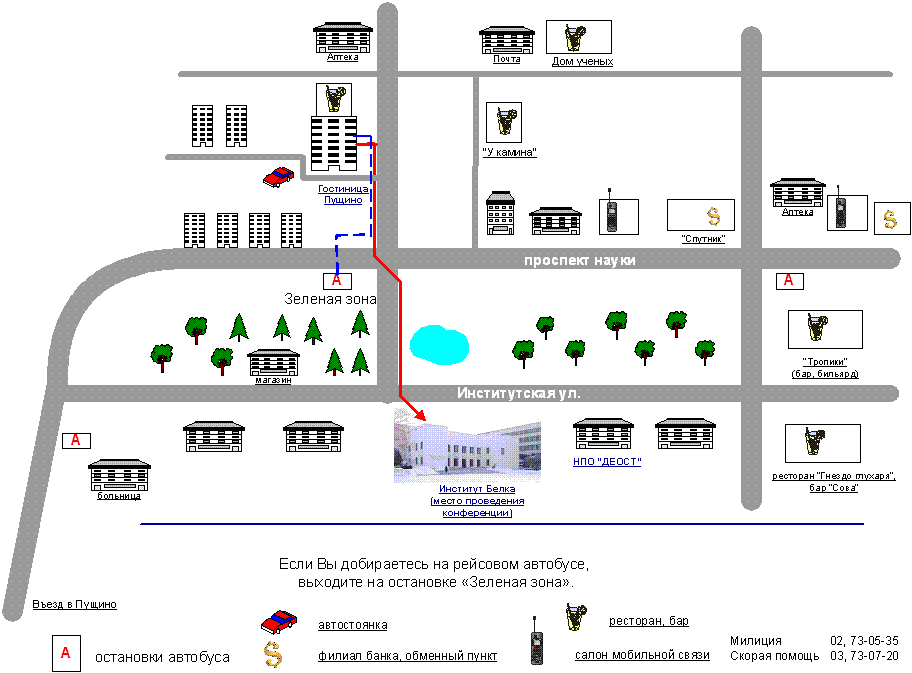 Аптека
Почта
Дом ученых
"У камина"
Гостиница
Пущино
Аптека
"Спутник"
проспект науки
А
А
Зеленая зона
"Тропики"
(бар, бильярд)
магазин
Институтская ул.
А
НПО "ДЕОСТ"
больница
ресторан "Гнездо глухаря",
бар "Сова"
Институт Белка
(место проведения
конференции)
Если Вы добираетесь на рейсовом автобусе,
выходите на остановке «Зеленая зона».
Въезд в Пущино
А
остановки автобуса
автостоянка
$
филиал банка, обменный пункт
ресторан, бар
салон мобильной связи
Милиция 02, 73-05-35
Скорая помощь 03, 73-07-20